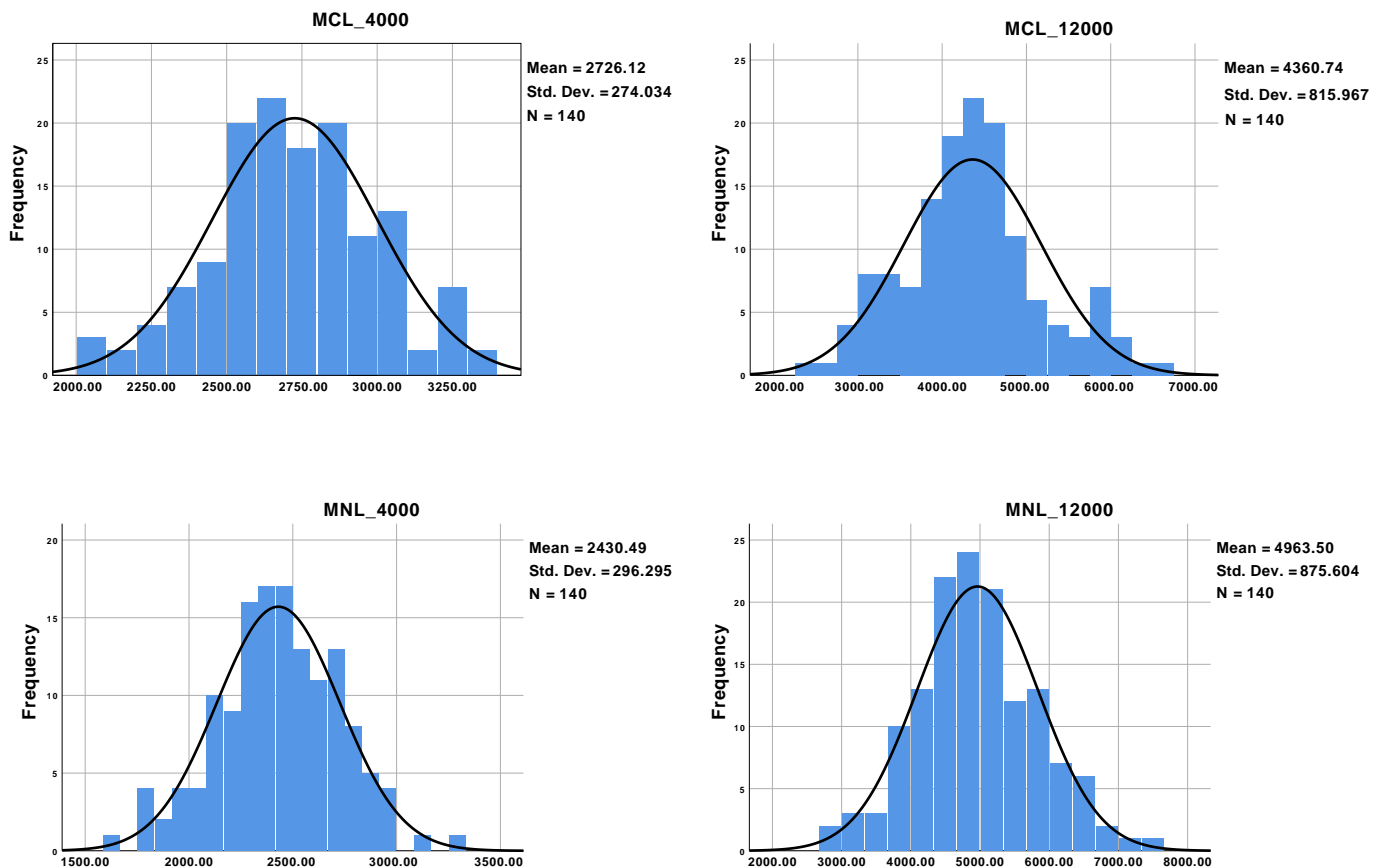 MCL_4000
25
20
15
10
5
0
Frequency
2000.00 2250.00 2500.00 2750.00 3000.00 3250.00
Mean = 2726.12
Std. Dev. = 274.034
N = 140
MCL_12000
25
20
15
10
5
0
Frequency
2000.00 3000.00 4000.00 5000.00 6000.00 7000.00
Mean = 4360.74
Std. Dev. = 815.967
N = 140
MNL_4000
20
15
10
5
0
Frequency
1500.00 2000.00 2500.00 3000.00 3500.00
Mean = 2430.49
Std. Dev. = 296.295
N = 140
MNL_12000
25
20
15
10
5
0
Frequency
2000.00 3000.00 4000.00 5000.00 6000.00 7000.00 8000.00
Mean = 4963.50
Std. Dev. = 875.604
N = 140